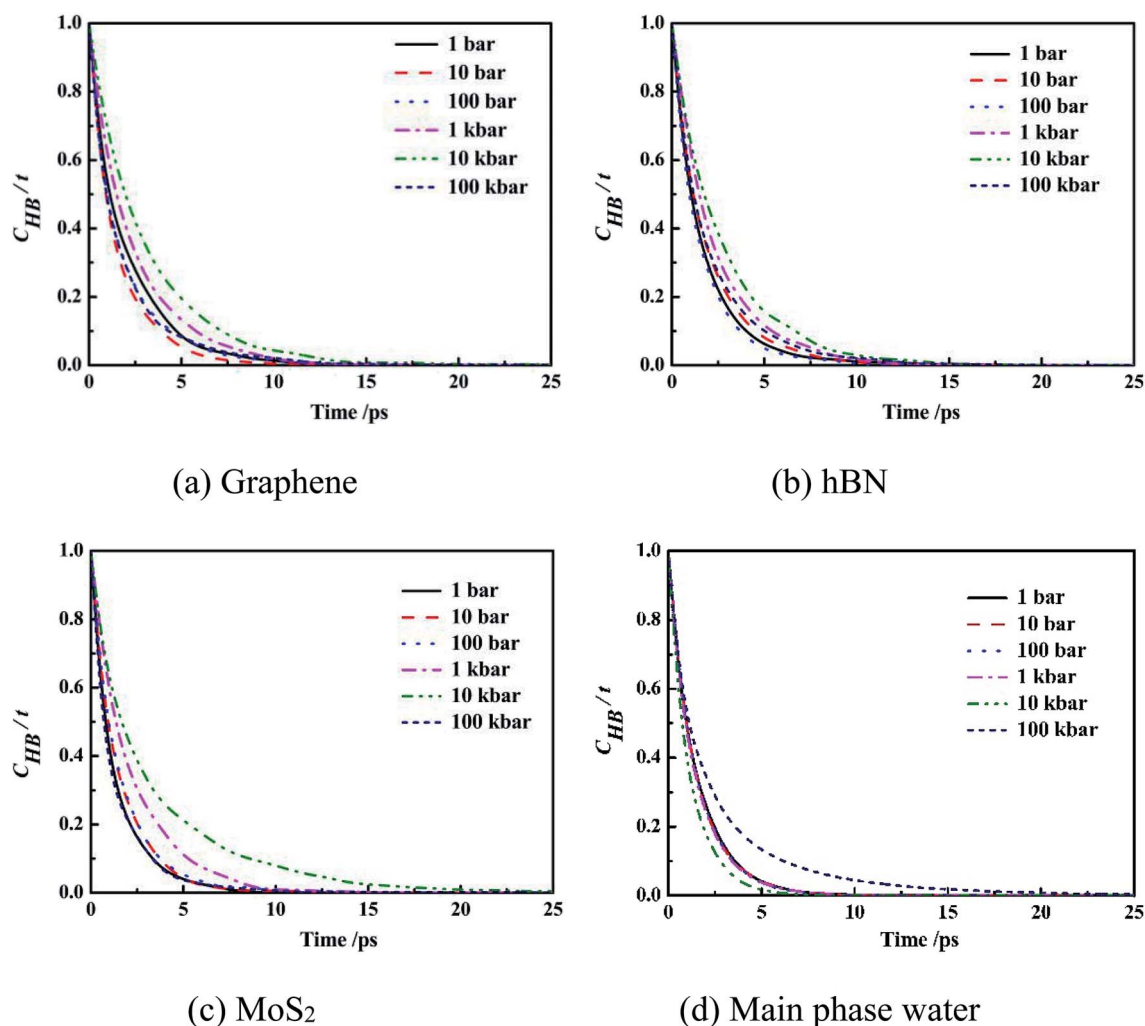 1.0
0.8
0.6
0.4
0.2
0.0
C_HB / t
1 bar
10 bar
100 bar
1 kbar
10 kbar
100 kbar
0 5 10 15 20 25
Time /ps
(a) Graphene
1.0
0.8
0.6
0.4
0.2
0.0
C_HB / t
1 bar
10 bar
100 bar
1 kbar
10 kbar
100 kbar
0 5 10 15 20 25
Time /ps
(b) hBN
1.0
0.8
0.6
0.4
0.2
0.0
C_HB / t
1 bar
10 bar
100 bar
1 kbar
10 kbar
100 kbar
0 5 10 15 20 25
Time /ps
(c) MoS₂
1.0
0.8
0.6
0.4
0.2
0.0
C_HB / t
1 bar
10 bar
100 bar
1 kbar
10 kbar
100 kbar
0 5 10 15 20 25
Time /ps
(d) Main phase water